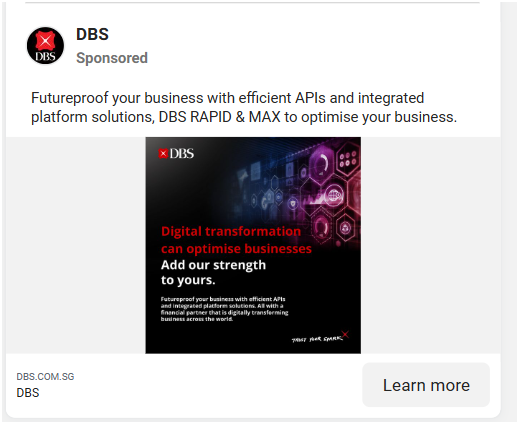 DBS
Sponsored
Futureproof your business with efficient APIs and integrated
platform solutions, DBS RAPID & MAX to optimise your business.
DBS
DBS
Digital transformation
can optimise businesses
Add our strength
to yours.
Futureproof your business with efficient APIs
and integrated platform solutions. All with a
financial partner that is digitally transforming
business across the world.
TRUST YOUR SPARK
DBS.COM.SG
DBS
Learn more